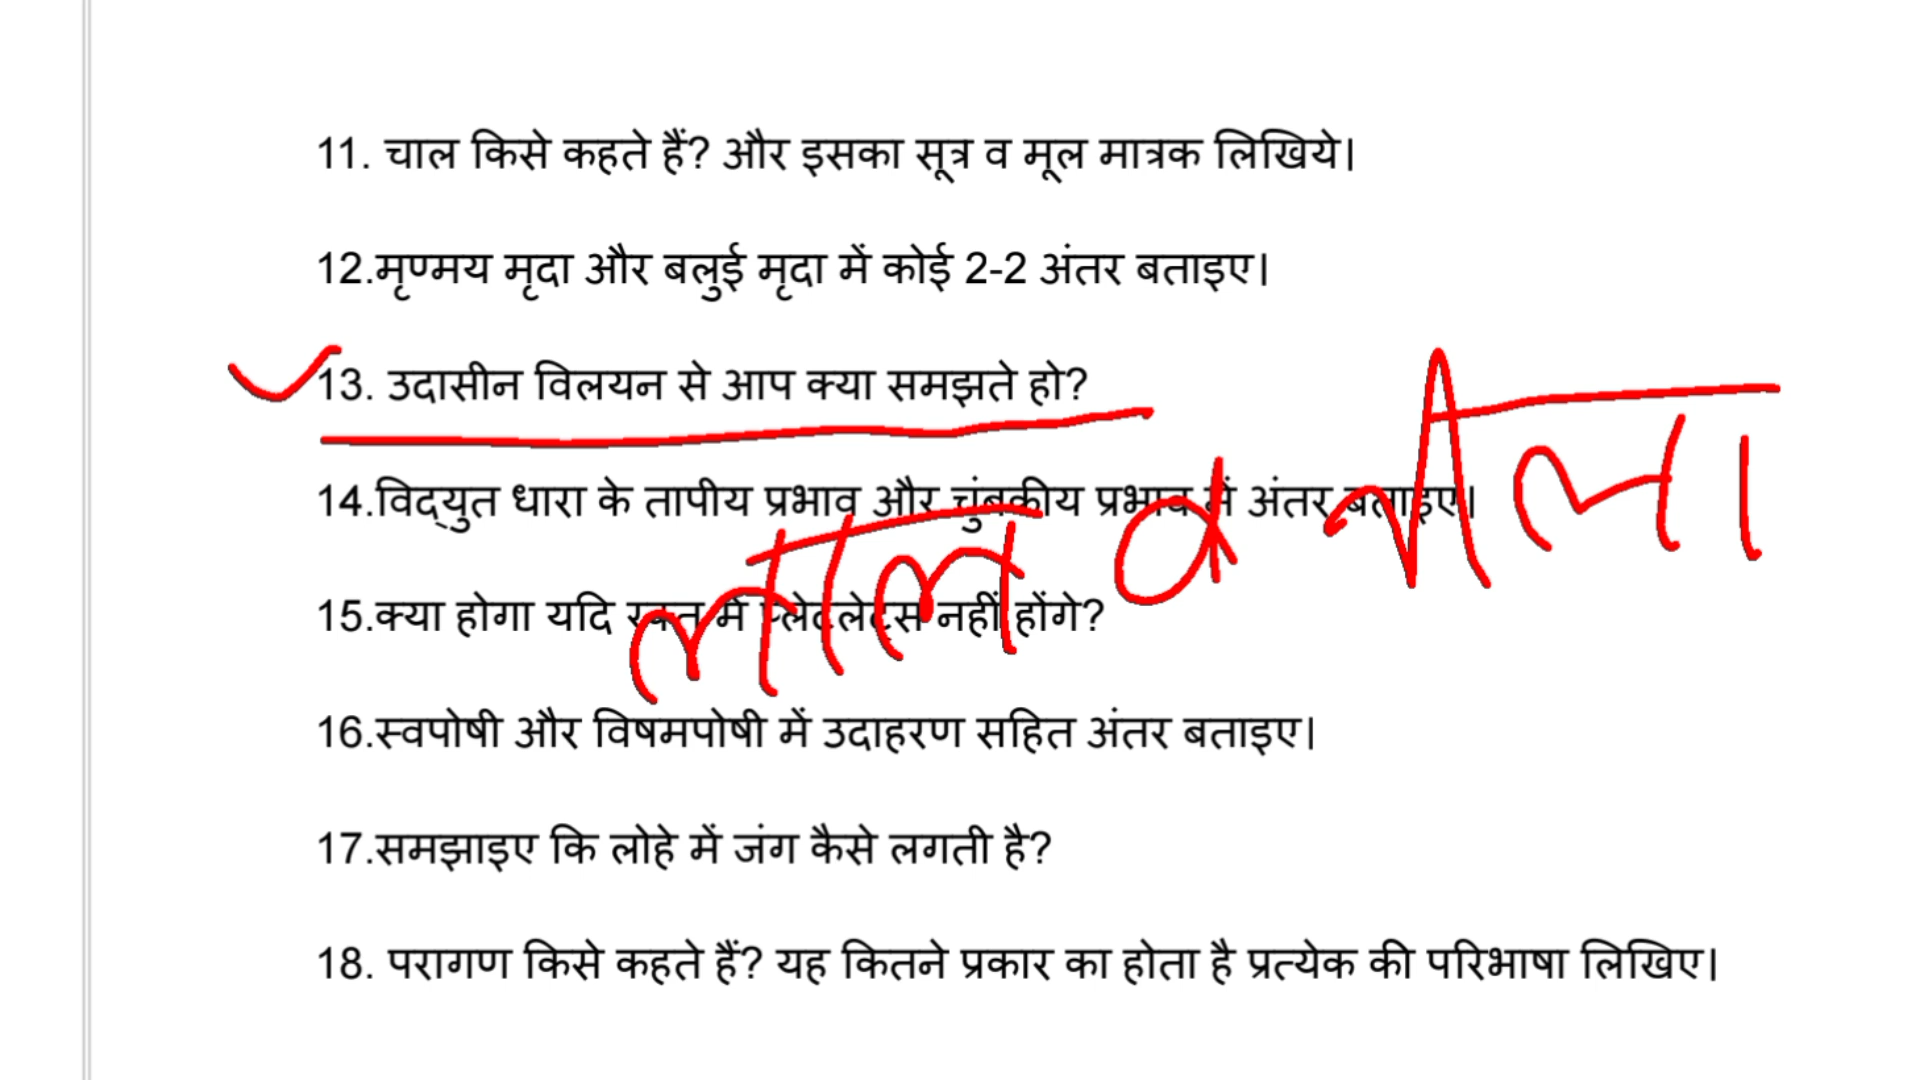 11. चाल किसे कहते हैं? और इसका सूत्र व मूल मात्रक लिखिये।
12.मृण्मय मृदा और बलुई मृदा में कोई 2-2 अंतर बताइए।
13. उदासीन विलयन से आप क्या समझते हो?
14.विद्युत धारा के तापीय प्रभाव और चुंबकीय प्रभाव में अंतर बताइए।
लाल व नीला
15.क्या होगा यदि रक्त में प्लेटलेट्स नहीं होंगे?
16.स्वपोषी और विषमपोषी में उदाहरण सहित अंतर बताइए।
17.समझाइए कि लोहे में जंग कैसे लगती है?
18. परागण किसे कहते हैं? यह कितने प्रकार का होता है प्रत्येक की परिभाषा लिखिए।